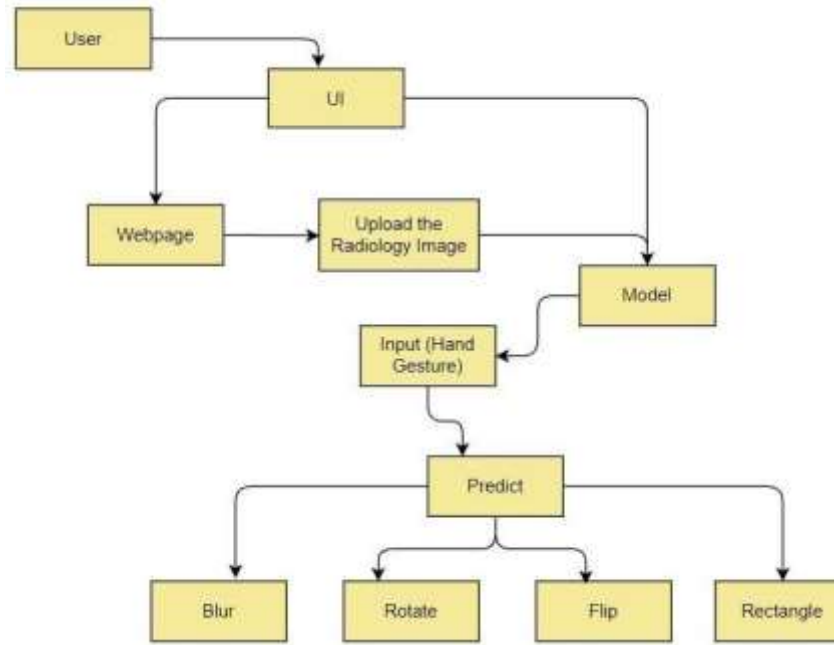 User
UI
Webpage
Upload the
Radiology Image
Model
Input (Hand
Gesture)
Predict
Blur
Rotate
Flip
Rectangle